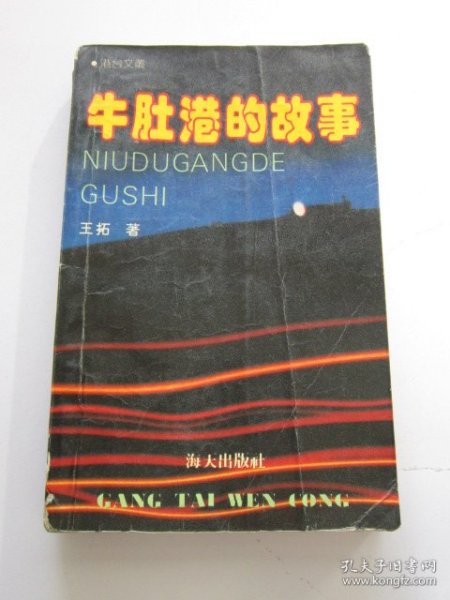 •港台文丛
牛肚港的故事
NIUDUGANGDE
GUSHI
王拓 著
海天出版社
GANG TAI WEN CONG
孔夫子旧书网
www.kongfz.com